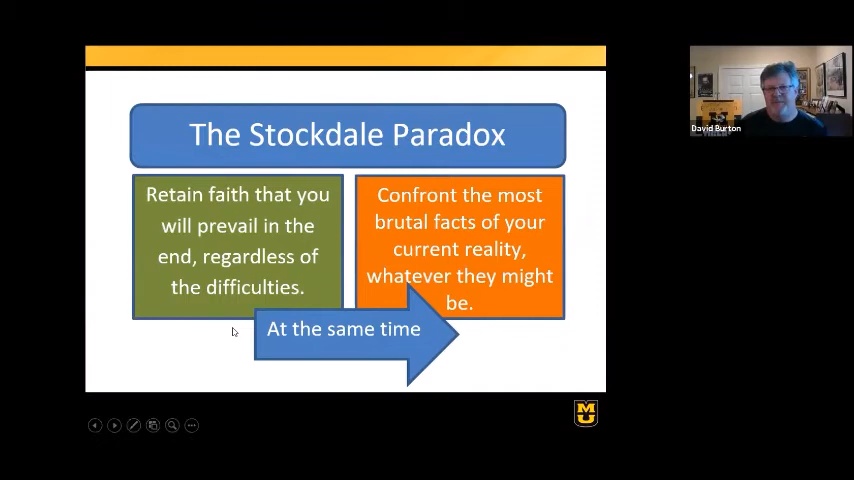 The Stockdale Paradox
Retain faith that you
will prevail in the
end, regardless of
the difficulties.
Confront the most
brutal facts of your
current reality,
whatever they might
be.
At the same time
David Burton
MU